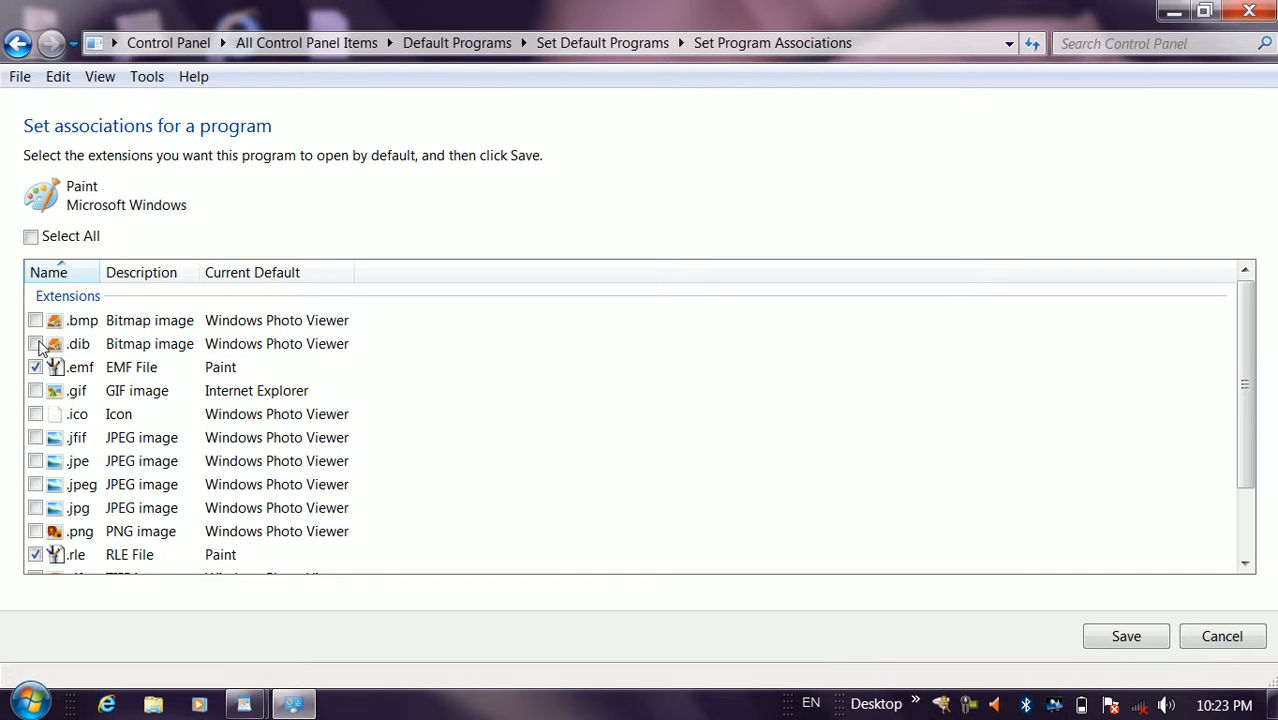 Control Panel All Control Panel Items Default Programs Set Default Programs Set Program Associations Search Control Panel
File Edit View Tools Help
Set associations for a program
Select the extensions you want this program to open by default, and then click Save.
Paint
Microsoft Windows
Select All
Name Description Current Default
Extensions
.bmp Bitmap image Windows Photo Viewer
.dib Bitmap image Windows Photo Viewer
.emf EMF File Paint
.gif GIF image Internet Explorer
.ico Icon Windows Photo Viewer
.jfif JPEG image Windows Photo Viewer
.jpe JPEG image Windows Photo Viewer
.jpeg JPEG image Windows Photo Viewer
.jpg JPEG image Windows Photo Viewer
.png PNG image Windows Photo Viewer
.rle RLE File Paint
Save Cancel
EN Desktop » 10:23 PM